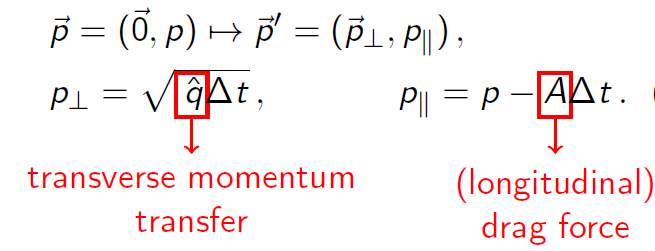 p⃗ = (0⃗, p) ↦ p⃗ ′ = (p⃗⊥, p∥) ,
p⊥ = √(q̂Δt) , p∥ = p − AΔt . (
transverse momentum transfer
(longitudinal) drag force